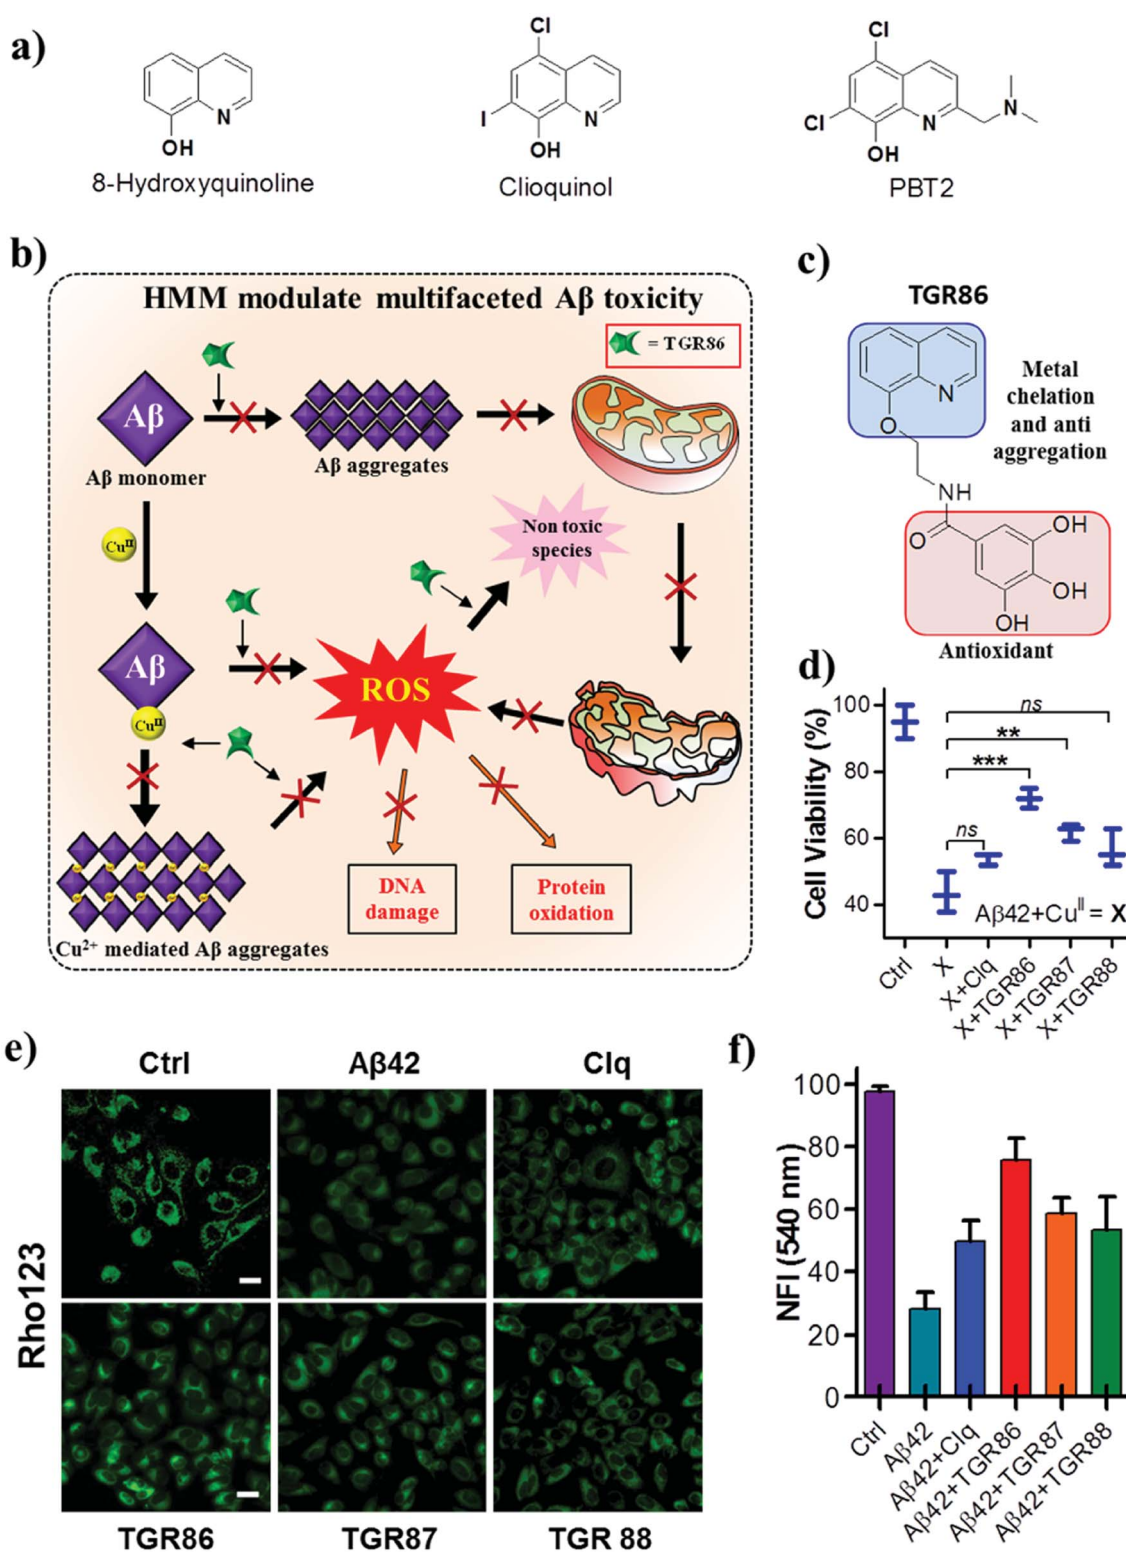 a)
Cl
N
OH
8-Hydroxyquinoline
Cl
I
N
OH
Clioquinol
Cl
N
N
OH
PBT2
b)
HMM modulate multifaceted Aβ toxicity
= TGR86
Aβ
Aβ monomer
Aβ aggregates
Cu^II
Non toxic
species
Aβ
Cu^II
ROS
DNA
damage
Protein
oxidation
Cu²⁺ mediated Aβ aggregates
c)
TGR86
N
O
Metal
chelation
and anti
aggregation
NH
O
OH
OH
OH
Antioxidant
d)
Cell Viability (%)
100
80
60
40
ns
**
***
ns
Aβ42+Cu^II = X
Ctrl
X
X+Clq
X+TGR86
X+TGR87
X+TGR88
e)
Ctrl
Aβ42
Clq
Rho123
TGR86
TGR87
TGR 88
f)
NFI (540 nm)
100
80
60
40
20
0
Ctrl
Aβ42
Aβ42+Clq
Aβ42+TGR86
Aβ42+TGR87
Aβ42+TGR88